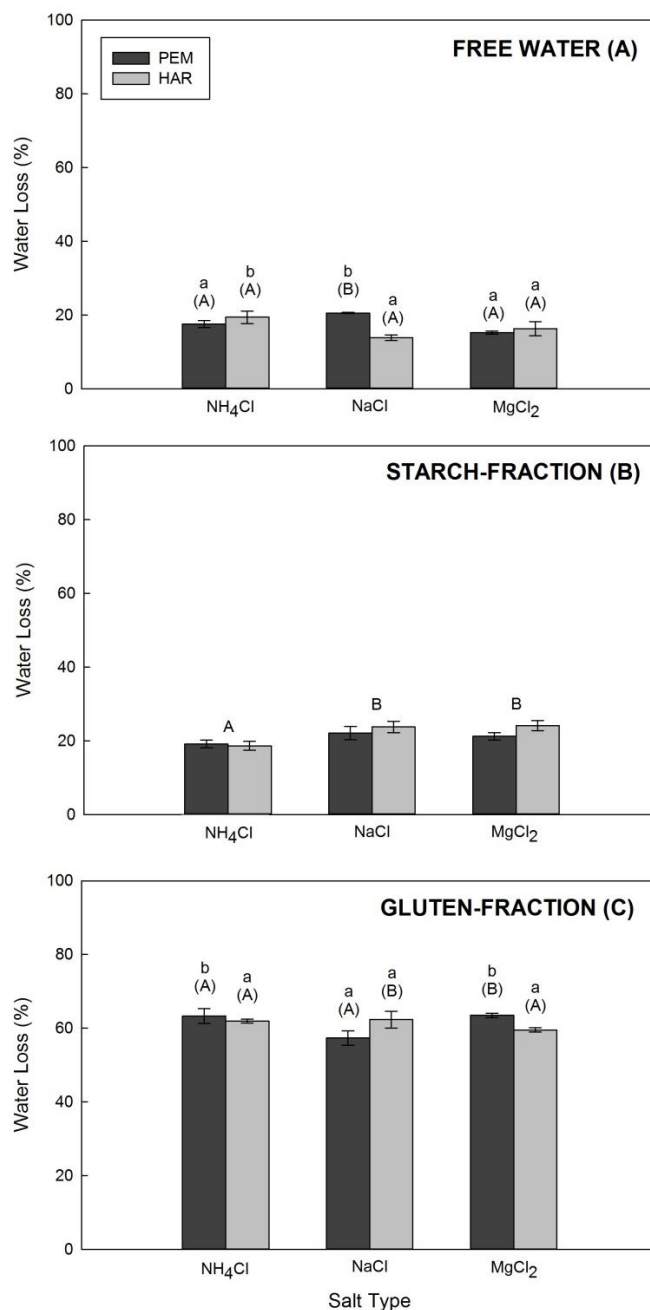 100
FREE WATER (A)
PEM
HAR
80
60
Water Loss (%)
40
a b b a a a
(A) (A) (B) (A) (A) (A)
20
0
NH₄Cl NaCl MgCl₂
100
STARCH-FRACTION (B)
80
60
Water Loss (%)
40
A B B
20
0
NH₄Cl NaCl MgCl₂
100
GLUTEN-FRACTION (C)
80
b a a a b a
(A) (A) (A) (B) (B) (A)
60
Water Loss (%)
40
20
0
NH₄Cl NaCl MgCl₂
Salt Type